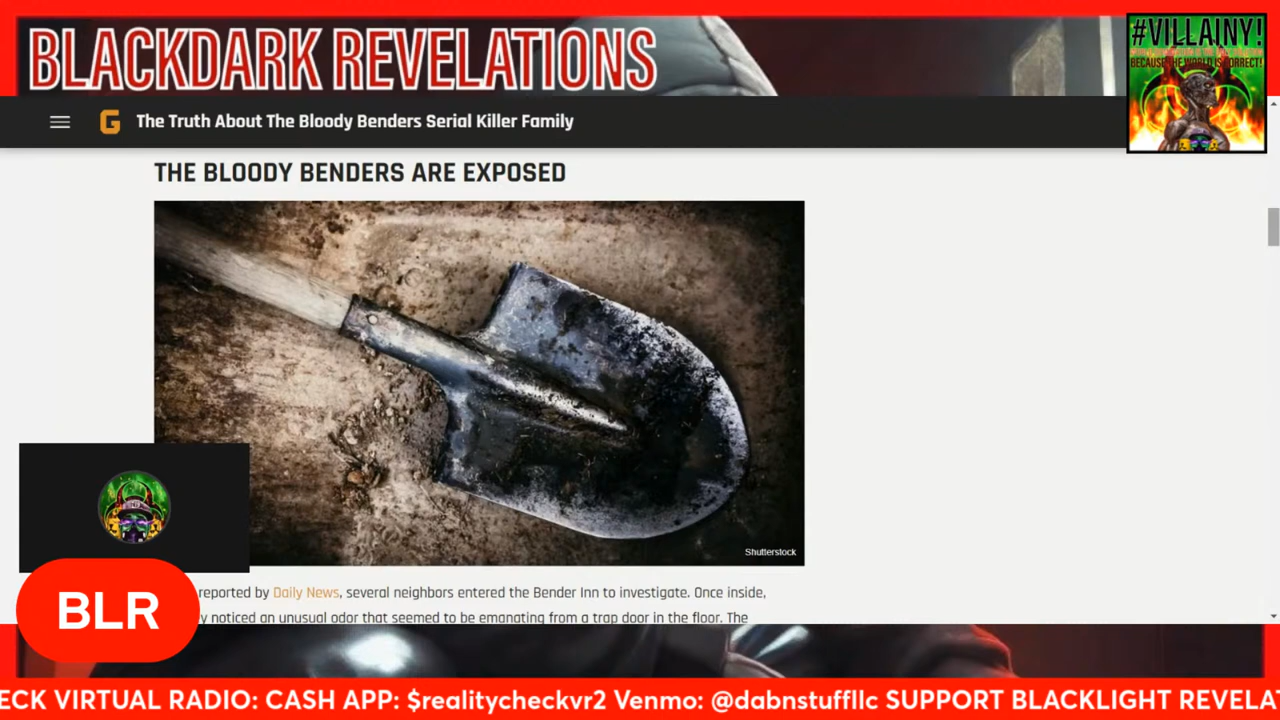 BLACKDARK REVELATIONS
#VILLAINY!
BECAUSE THE WORLD IS CORRECT!
G
The Truth About The Bloody Benders Serial Killer Family
THE BLOODY BENDERS ARE EXPOSED
Shutterstock
reported by Daily News, several neighbors entered the Bender Inn to investigate. Once inside,
noticed an unusual odor that seemed to be emanating from a trap door in the floor. The
BLR
ECK VIRTUAL RADIO: CASH APP: $realitycheckvr2 Venmo: @dabnstuffllc SUPPORT BLACKLIGHT REVELA